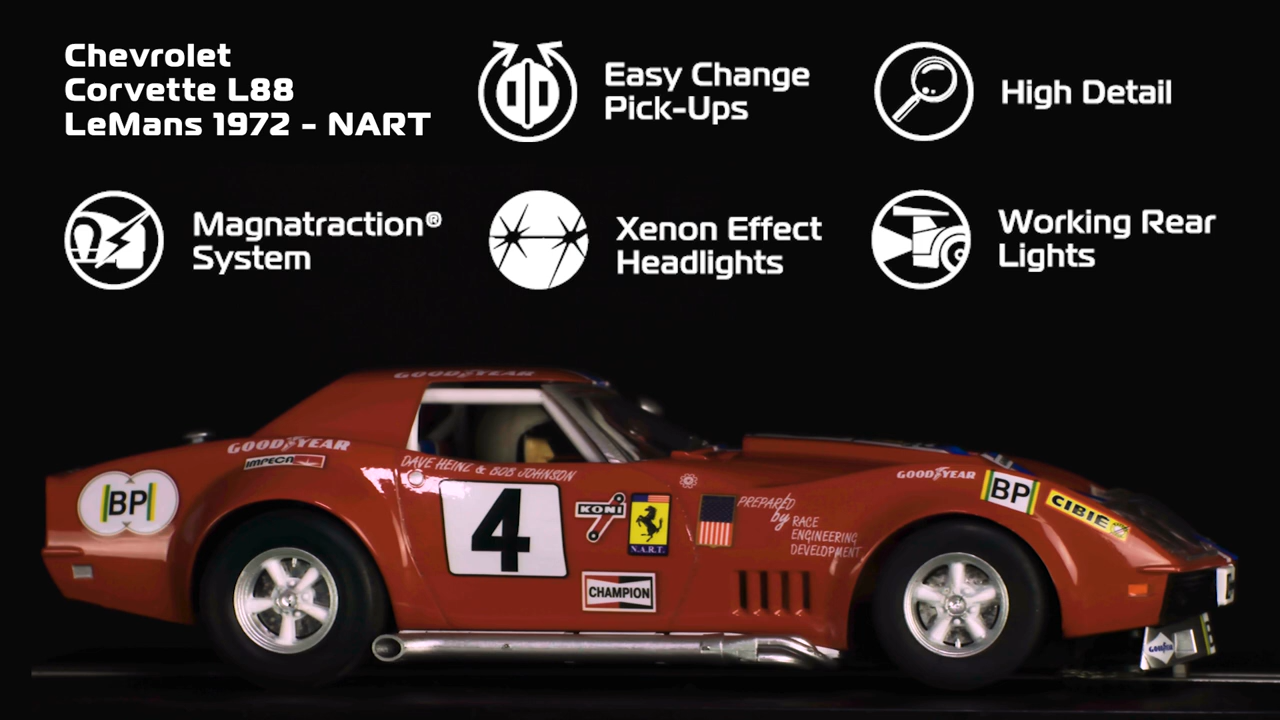 Chevrolet
Corvette L88
LeMans 1972 - NART
Easy Change
Pick-Ups
High Detail
Magnatraction®
System
Xenon Effect
Headlights
Working Rear
Lights
GOODYEAR
GOODYEAR
IMPECA
BP
DAVE HEINZ & BOB JOHNSON
4
KONI
N.A.R.T.
CHAMPION
PREPARED
by RACE
ENGINEERING
DEVELOPMENT
GOODYEAR
BP
CIBIE
GOODYEAR